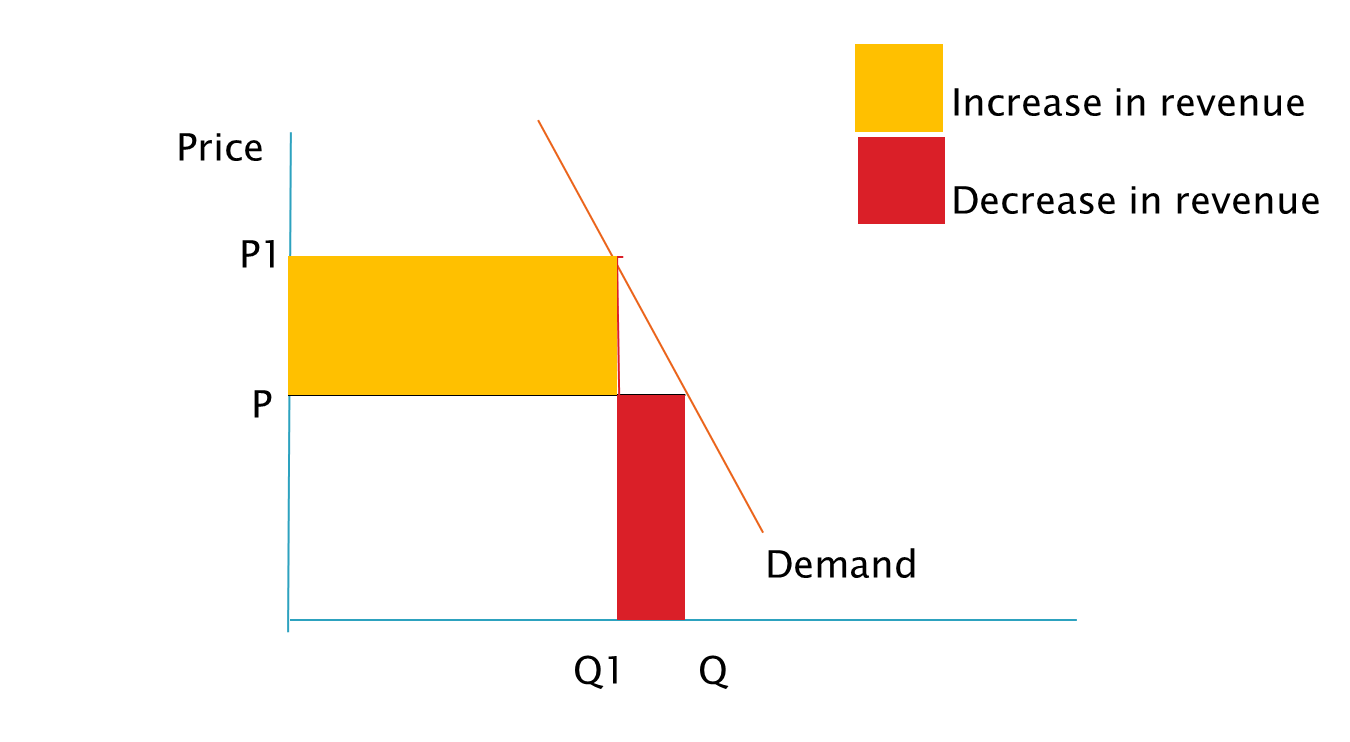 Increase in revenue
Price
Decrease in revenue
P1
P
Demand
Q1 Q